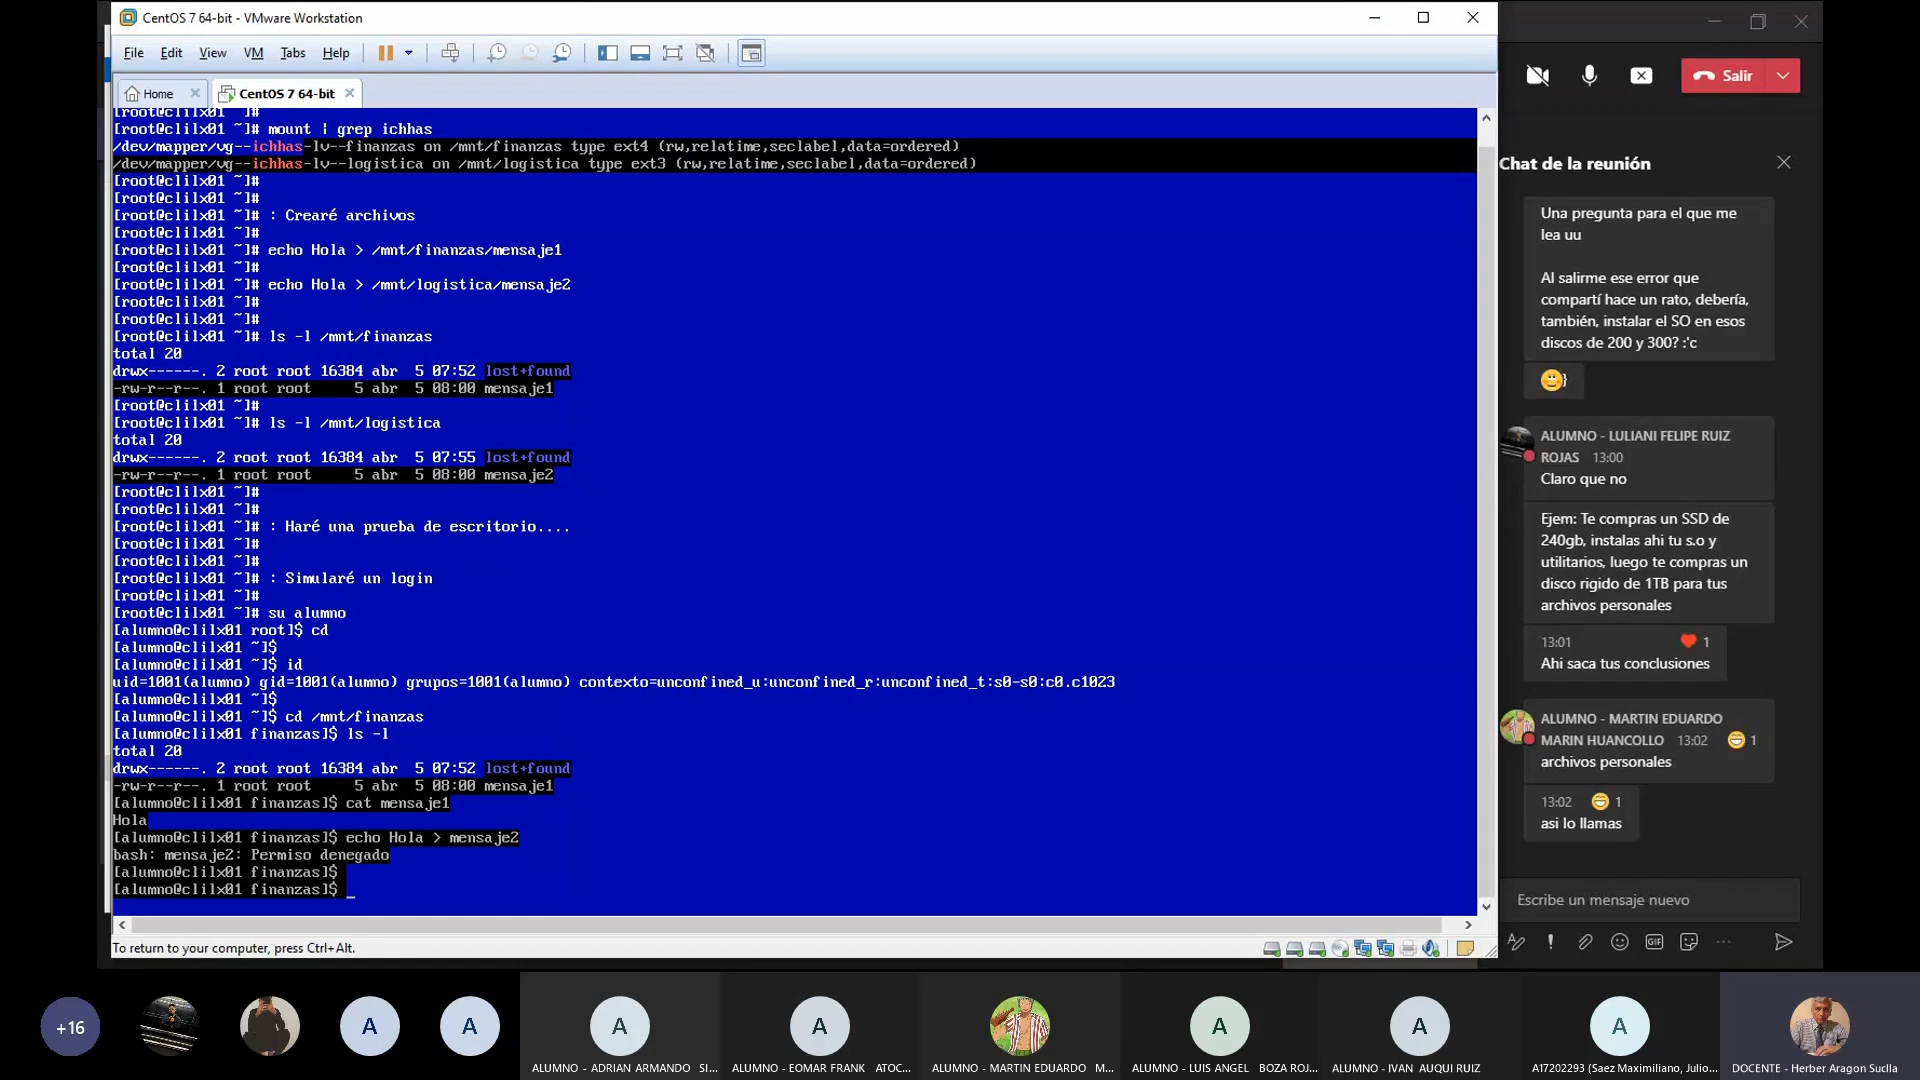 CentOS 7 64-bit - VMware Workstation
File Edit View VM Tabs Help
Home
CentOS 7 64-bit
[root@clilx01 ~]#
[root@clilx01 ~]# mount | grep ichhas
/dev/mapper/vg--ichhas-lv--finanzas on /mnt/finanzas type ext4 (rw,relatime,seclabel,data=ordered)
/dev/mapper/vg--ichhas-lv--logistica on /mnt/logistica type ext3 (rw,relatime,seclabel,data=ordered)
[root@clilx01 ~]#
[root@clilx01 ~]#
[root@clilx01 ~]# : Crearé archivos
[root@clilx01 ~]#
[root@clilx01 ~]# echo Hola > /mnt/finanzas/mensaje1
[root@clilx01 ~]#
[root@clilx01 ~]# echo Hola > /mnt/logistica/mensaje2
[root@clilx01 ~]#
[root@clilx01 ~]#
[root@clilx01 ~]# ls -l /mnt/finanzas
total 20
drwx------. 2 root root 16384 abr  5 07:52 lost+found
-rw-r--r--. 1 root root     5 abr  5 08:00 mensaje1
[root@clilx01 ~]#
[root@clilx01 ~]# ls -l /mnt/logistica
total 20
drwx------. 2 root root 16384 abr  5 07:55 lost+found
-rw-r--r--. 1 root root     5 abr  5 08:00 mensaje2
[root@clilx01 ~]#
[root@clilx01 ~]#
[root@clilx01 ~]# : Haré una prueba de escritorio....
[root@clilx01 ~]#
[root@clilx01 ~]#
[root@clilx01 ~]# : Simularé un login
[root@clilx01 ~]#
[root@clilx01 ~]# su alumno
[alumno@clilx01 root]$ cd
[alumno@clilx01 ~]$
[alumno@clilx01 ~]$ id
uid=1001(alumno) gid=1001(alumno) grupos=1001(alumno) contexto=unconfined_u:unconfined_r:unconfined_t:s0-s0:c0.c1023
[alumno@clilx01 ~]$
[alumno@clilx01 ~]$ cd /mnt/finanzas
[alumno@clilx01 finanzas]$ ls -l
total 20
drwx------. 2 root root 16384 abr  5 07:52 lost+found
-rw-r--r--. 1 root root     5 abr  5 08:00 mensaje1
[alumno@clilx01 finanzas]$ cat mensaje1
Hola
[alumno@clilx01 finanzas]$ echo Hola > mensaje2
bash: mensaje2: Permiso denegado
[alumno@clilx01 finanzas]$
[alumno@clilx01 finanzas]$ _
To return to your computer, press Ctrl+Alt.
Salir
Chat de la reunión
Una pregunta para el que me
lea uu
Al salirme ese error que
compartí hace un rato, debería,
también, instalar el SO en esos
discos de 200 y 300? :'c
ALUMNO - LULIANI FELIPE RUIZ
ROJAS 13:00
Claro que no
Ejem: Te compras un SSD de
240gb, instalas ahi tu s.o y
utilitarios, luego te compras un
disco rigido de 1TB para tus
archivos personales
13:01 1
Ahi saca tus conclusiones
ALUMNO - MARTIN EDUARDO
MARIN HUANCOLLO 13:02 1
archivos personales
13:02 1
asi lo llamas
Escribe un mensaje nuevo
GIF
+16
A
A
A
A
A
A
A
ALUMNO - ADRIAN ARMANDO SI...
ALUMNO - EOMAR FRANK ATOC...
ALUMNO - MARTIN EDUARDO M...
ALUMNO - LUIS ANGEL BOZA ROJ...
ALUMNO - IVAN AUQUI RUIZ
A17202293 (Saez Maximiliano, Julio...
DOCENTE - Herber Aragon Suclla